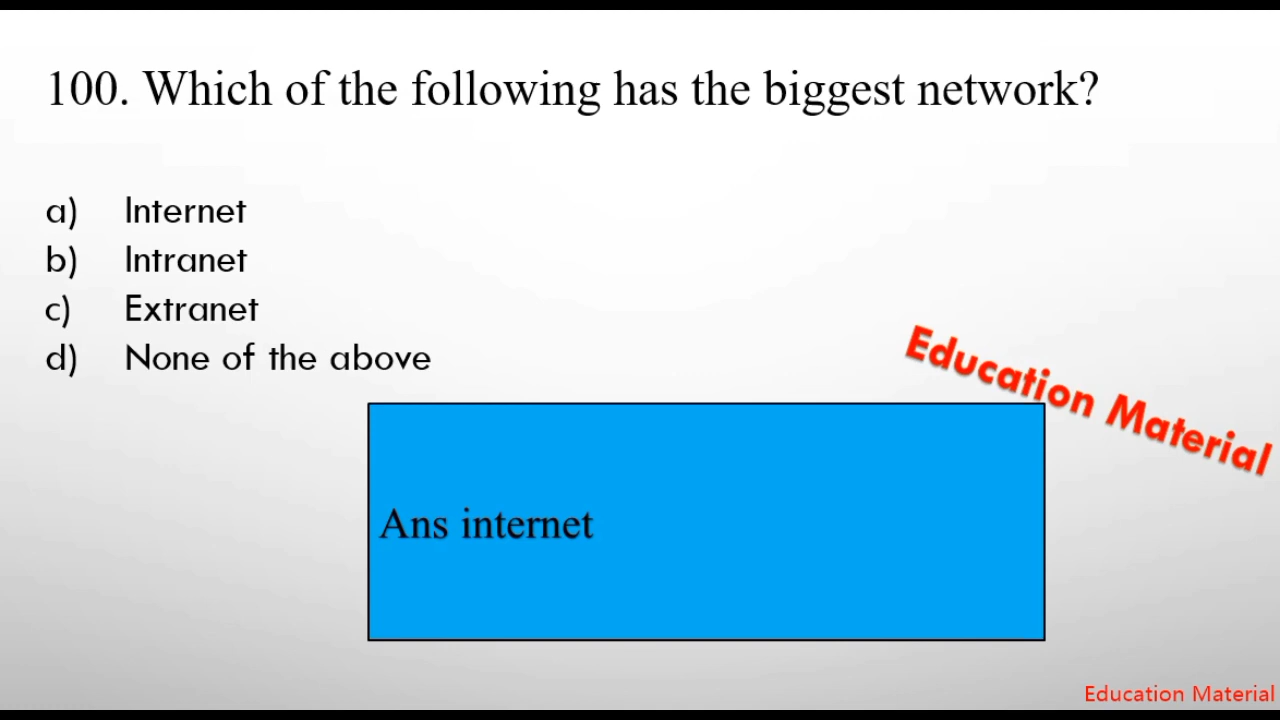 100. Which of the following has the biggest network?
a) Internet
b) Intranet
c) Extranet
d) None of the above
Education Material
Ans internet
Education Material